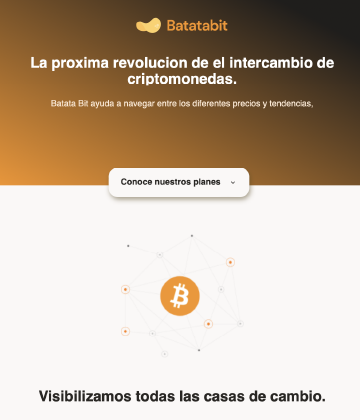 Batatabit
La proxima revolucion de el intercambio de
criptomonedas.
Batata Bit ayuda a navegar entre los diferentes precios y tendencias,
Conoce nuestros planes
Visibilizamos todas las casas de cambio.